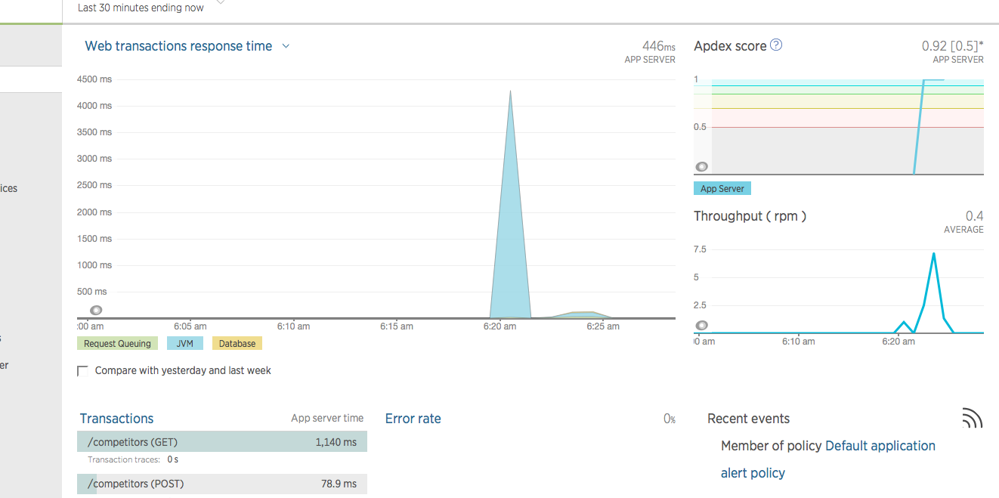 Last 30 minutes ending now
ices
s
er
Web transactions response time
446ms
APP SERVER
4500 ms
4000 ms
3500 ms
3000 ms
2500 ms
2000 ms
1500 ms
1000 ms
500 ms
:00 am 6:05 am 6:10 am 6:15 am 6:20 am 6:25 am
Request Queuing JVM Database
Compare with yesterday and last week
Apdex score ?
0.92 [0.5]*
APP SERVER
1
0.5
App Server
Throughput ( rpm )
0.4
AVERAGE
7.5
5
2.5
00 am 6:10 am 6:20 am
Transactions App server time
/competitors (GET) 1,140 ms
Transaction traces: 0 s
/competitors (POST) 78.9 ms
Error rate 0%
Recent events
Member of policy Default application
alert policy